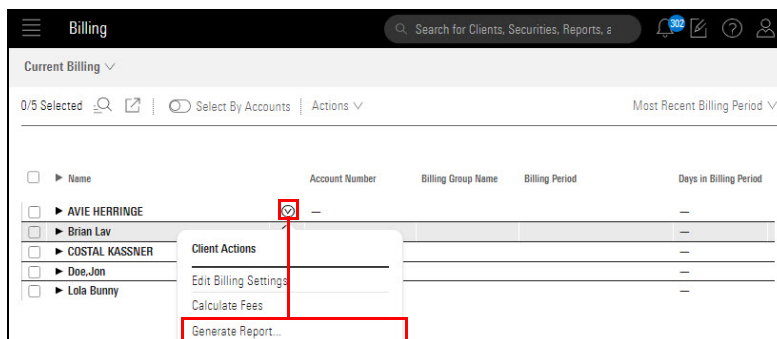 Billing
Search for Clients, Securities, Reports, a
302
Current Billing
0/5 Selected Select By Accounts Actions Most Recent Billing Period
Name Account Number Billing Group Name Billing Period Days in Billing Period
AVIE HERRINGE — —
Brian Lav —
COSTAL KASSNER —
Doe,Jon —
Lola Bunny —
Client Actions
Edit Billing Settings
Calculate Fees
Generate Report...